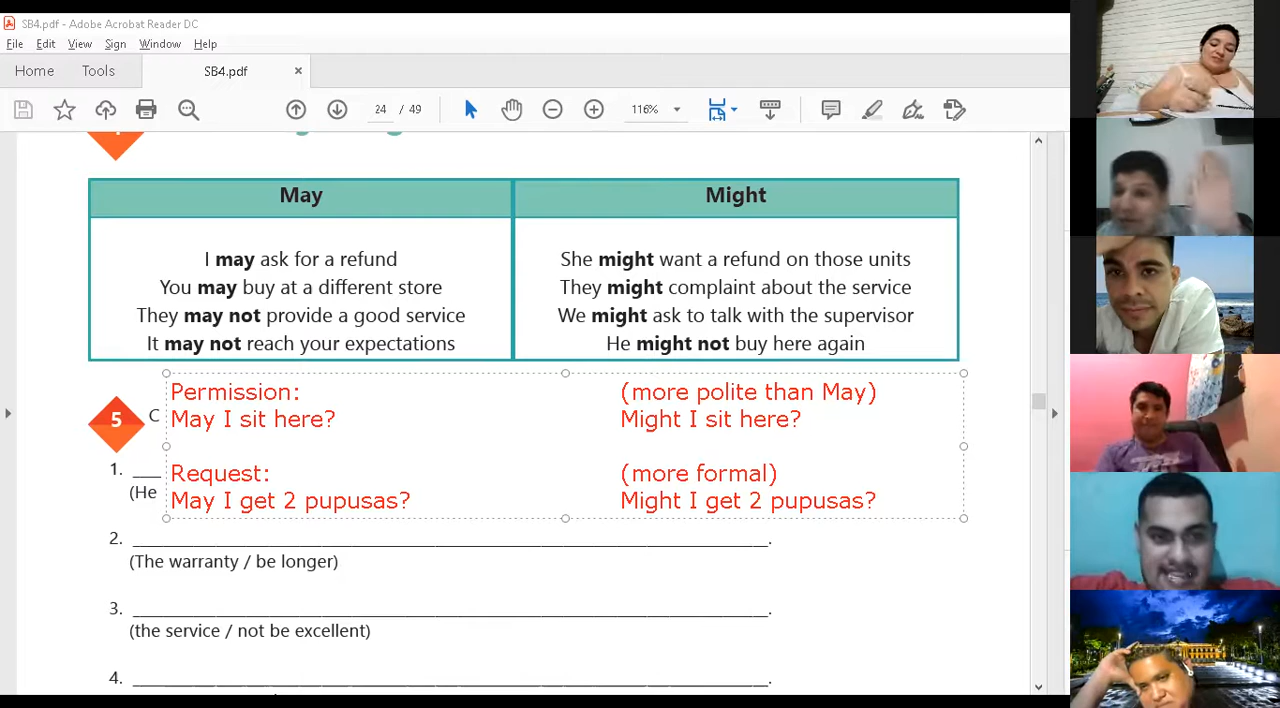 SB4.pdf - Adobe Acrobat Reader DC
File Edit View Sign Window Help
Home Tools SB4.pdf ×
24 / 49 116%
May Might
I may ask for a refund She might want a refund on those units
You may buy at a different store They might complaint about the service
They may not provide a good service We might ask to talk with the supervisor
It may not reach your expectations He might not buy here again
Permission: (more polite than May)
5 C May I sit here? Might I sit here?
1. ___ Request: (more formal)
(He May I get 2 pupusas? Might I get 2 pupusas?
2. ___.
(The warranty / be longer)
3. ___.
(the service / not be excellent)
4. ___.